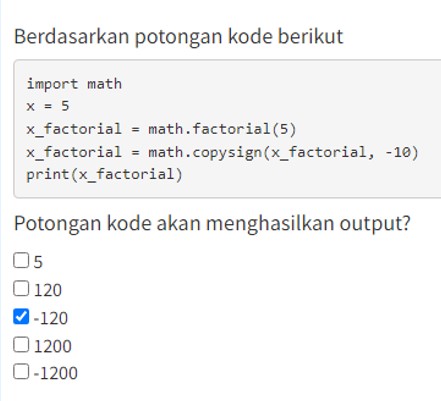 Berdasarkan potongan kode berikut
import math
x = 5
x_factorial = math.factorial(5)
x_factorial = math.copysign(x_factorial, -10)
print(x_factorial)
Potongan kode akan menghasilkan output?
5
120
-120
1200
-1200